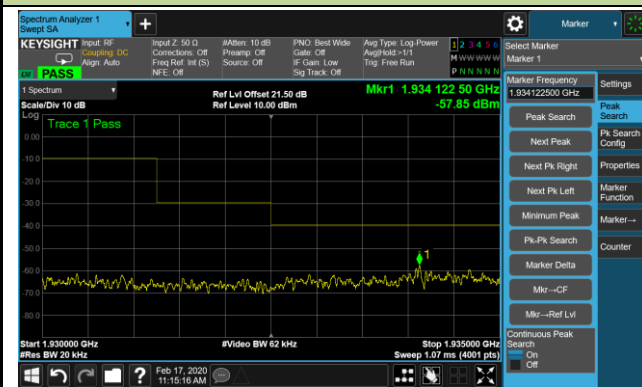 Spectrum Analyzer 1
Swept SA
Marker
KEYSIGHT
Input: RF
Coupling: DC
Align: Auto
Input Z: 50 Ω
Corrections: Off
Freq Ref: Int (S)
NFE: Off
#Atten: 10 dB
Preamp: Off
Source: Off
PNO: Best Wide
Gate: Off
IF Gain: Low
Sig Track: Off
Avg Type: Log-Power
Avg|Hold:>1/1
Trig: Free Run
1 2 3 4 5 6
M W W W W W
P N N N N N
PASS
Select Marker
Marker 1
1 Spectrum
Scale/Div 10 dB
Ref Lvl Offset 21.50 dB
Ref Level 10.00 dBm
Mkr1 1.934 122 50 GHz
-57.85 dBm
Log
Trace 1 Pass
0.00
-10.0
-20.0
-30.0
-40.0
-50.0
-60.0
-70.0
-80.0
1
Start 1.930000 GHz
#Res BW 20 kHz
#Video BW 62 kHz
Stop 1.935000 GHz
Sweep 1.07 ms (4001 pts)
Marker Frequency
1.934122500 GHz
Peak Search
Next Peak
Next Pk Right
Next Pk Left
Minimum Peak
Pk-Pk Search
Marker Delta
Mkr→CF
Mkr→Ref Lvl
Continuous Peak
Search
On
Off
Settings
Peak
Search
Pk Search
Config
Properties
Marker
Function
Marker→
Counter
?
Feb 17, 2020
11:15:16 AM